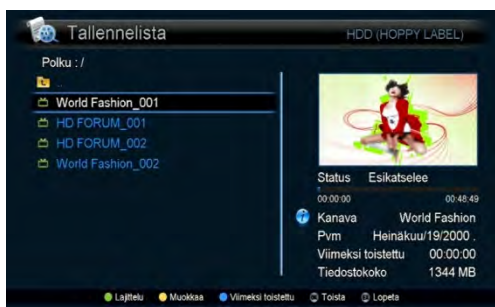 Tallennelista
HDD (HOPPY LABEL)
Polku : /
..
World Fashion_001
HD FORUM_001
HD FORUM_002
World Fashion_002
Status Esikatselee
00:00:00 00:48:49
Kanava World Fashion
Pvm Heinäkuu/19/2000 .
Viimeksi toistettu 00:00:00
Tiedostokoko 1344 MB
Lajittelu Muokkaa Viimeksi toistettu Toista Lopeta